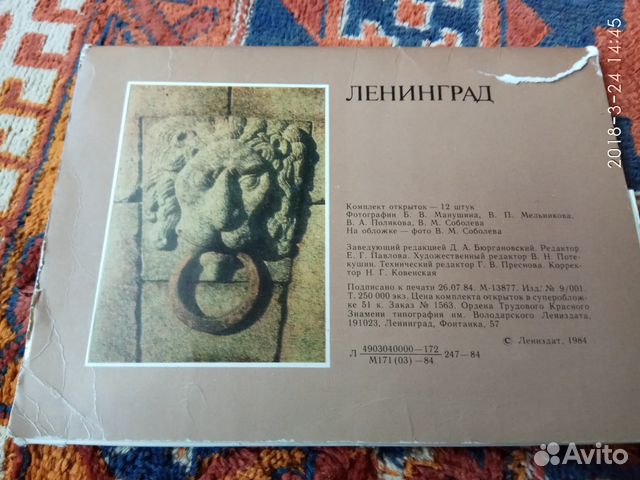 ЛЕНИНГРАД
Комплект открыток — 12 штук
Фотографии Б. В. Манушина, В. П. Мельникова,
В. А. Полякова, В. М. Соболева
На обложке — фото В. М. Соболева
Заведующий редакцией Д. А. Бюргановский. Редактор
Е. Г. Павлова. Художественный редактор В. Н. Поте-
кушин. Технический редактор Г. В. Преснова. Коррек-
тор Н. Г. Ковенская
Подписано к печати 26.07.84. М-13877. Изд. № 9/001.
Т. 250 000 экз. Цена комплекта открыток в суперобложке
51 к. Заказ № 1563. Ордена Трудового Красного
Знамени типография им. Володарского Лениздата,
191023, Ленинград, Фонтанка, 57
Л 4903040000—172
М171(03)—84 247—84
© Лениздат, 1984
2018-3-24 14:45
Avito